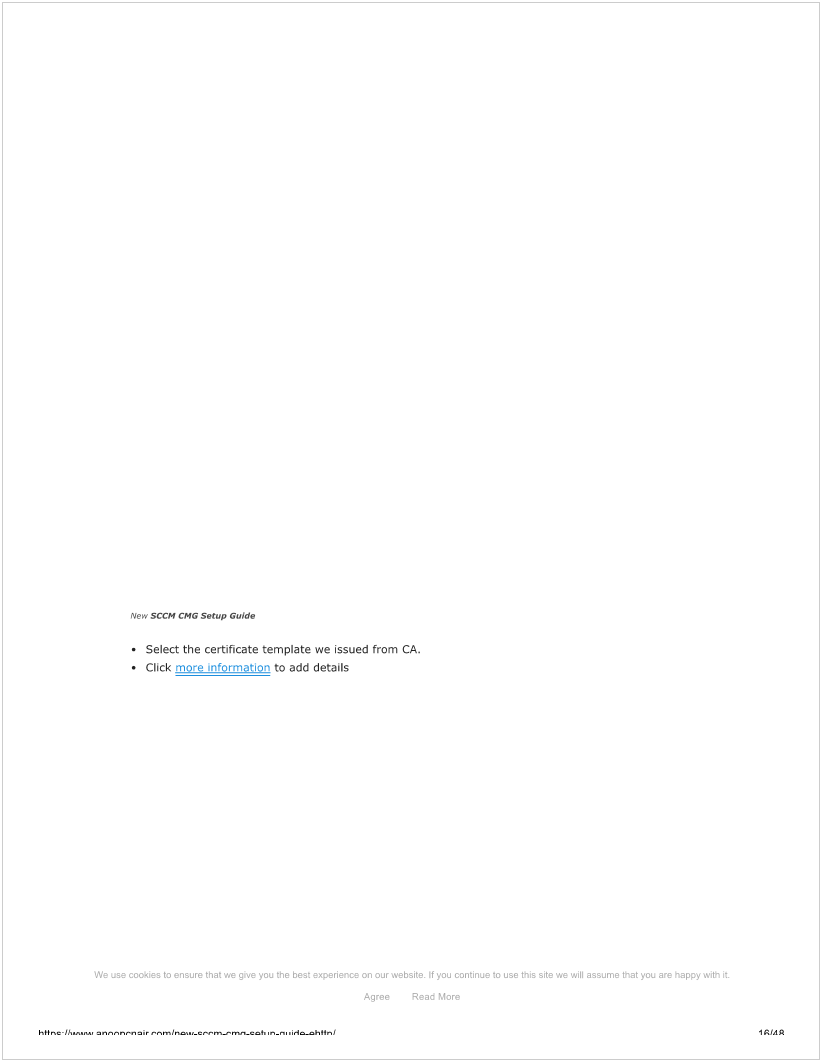 New SCCM CMG Setup Guide
• Select the certificate template we issued from CA.
• Click more information to add details
We use cookies to ensure that we give you the best experience on our website. If you continue to use this site we will assume that you are happy with it.
Agree Read More
https://www.anoopcnair.com/new-sccm-cmg-setup-guide-ehttp/ 16/48